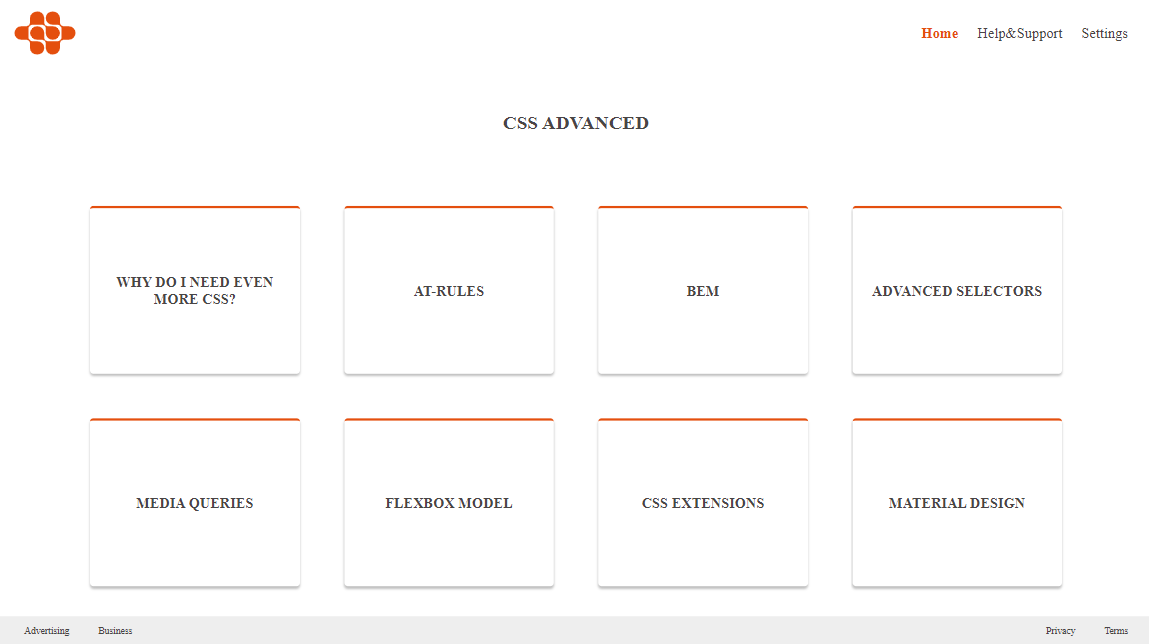 Home Help&Support Settings
CSS ADVANCED
WHY DO I NEED EVEN
MORE CSS?
AT-RULES
BEM
ADVANCED SELECTORS
MEDIA QUERIES
FLEXBOX MODEL
CSS EXTENSIONS
MATERIAL DESIGN
Advertising Business Privacy Terms